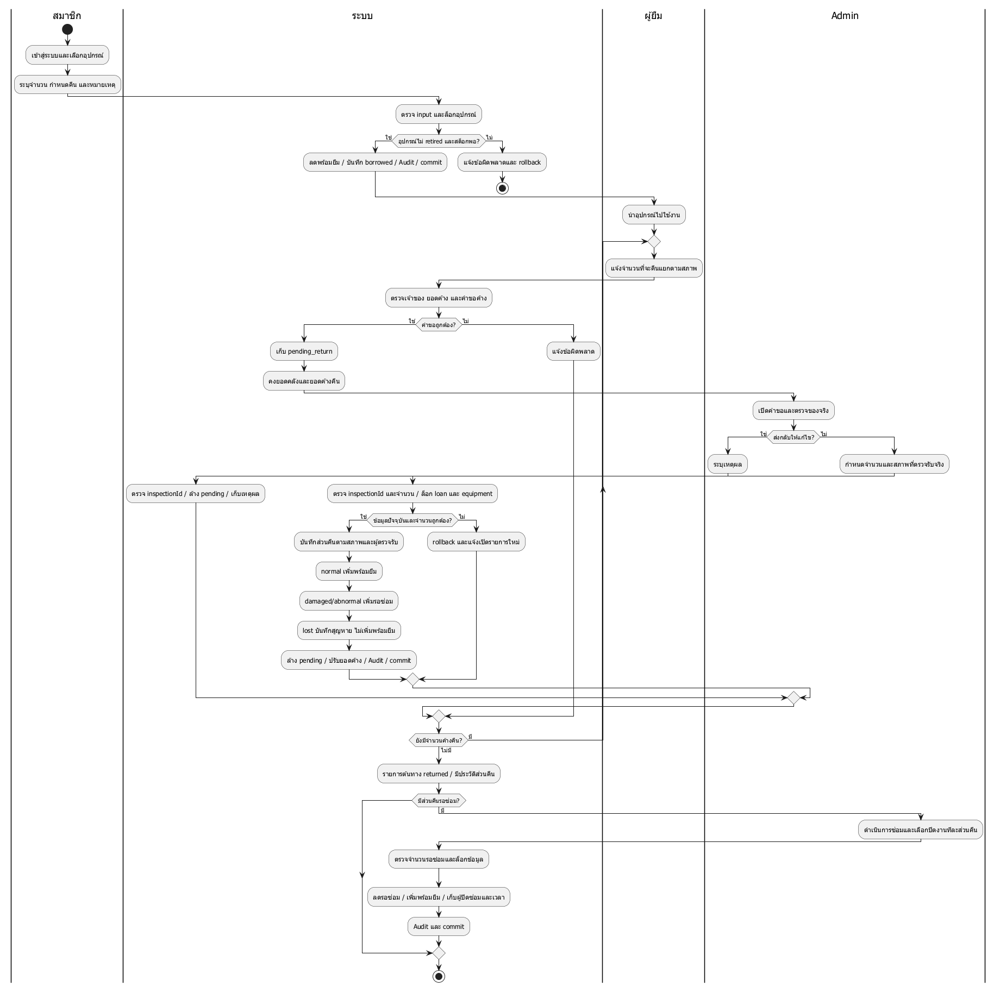 สมาชิก
ระบบ
ผู้ยืม
Admin
เข้าสู่ระบบและเลือกอุปกรณ์
ระบุจำนวน กำหนดคืน และหมายเหตุ
ตรวจ input และล็อกอุปกรณ์
ใช่
อุปกรณ์ไม่ retired และสต็อกพอ?
ไม่
ลดพร้อมยืม / บันทึก borrowed / Audit / commit
แจ้งข้อผิดพลาดและ rollback
นำอุปกรณ์ไปใช้งาน
แจ้งจำนวนที่จะคืนแยกตามสภาพ
ตรวจเจ้าของ ยอดค้าง และคำขอค้าง
ใช่
คำขอถูกต้อง?
ไม่
เก็บ pending_return
แจ้งข้อผิดพลาด
คงยอดคลังและยอดค้างคืน
เปิดคำขอและตรวจของจริง
ใช่
ส่งกลับให้แก้ไข?
ไม่
ระบุเหตุผล
กำหนดจำนวนและสภาพที่ตรวจรับจริง
ตรวจ inspectionId / ล้าง pending / เก็บเหตุผล
ตรวจ inspectionId และจำนวน / ล็อก loan และ equipment
ใช่
ข้อมูลปัจจุบันและจำนวนถูกต้อง?
ไม่
บันทึกส่วนคืนตามสภาพและผู้ตรวจรับ
rollback และแจ้งเปิดรายการใหม่
normal เพิ่มพร้อมยืม
damaged/abnormal เพิ่มรอซ่อม
lost บันทึกสูญหาย ไม่เพิ่มพร้อมยืม
ล้าง pending / ปรับยอดค้าง / Audit / commit
ยังมีจำนวนค้างคืน?
มี
ไม่มี
รายการต้นทาง returned / มีประวัติส่วนคืน
มีส่วนคืนรอซ่อม?
มี
ดำเนินการซ่อมและเลือกปิดงานทีละส่วนคืน
ตรวจจำนวนรอซ่อมและล็อกข้อมูล
ลดรอซ่อม / เพิ่มพร้อมยืม / เก็บผู้ปิดซ่อมและเวลา
Audit และ commit